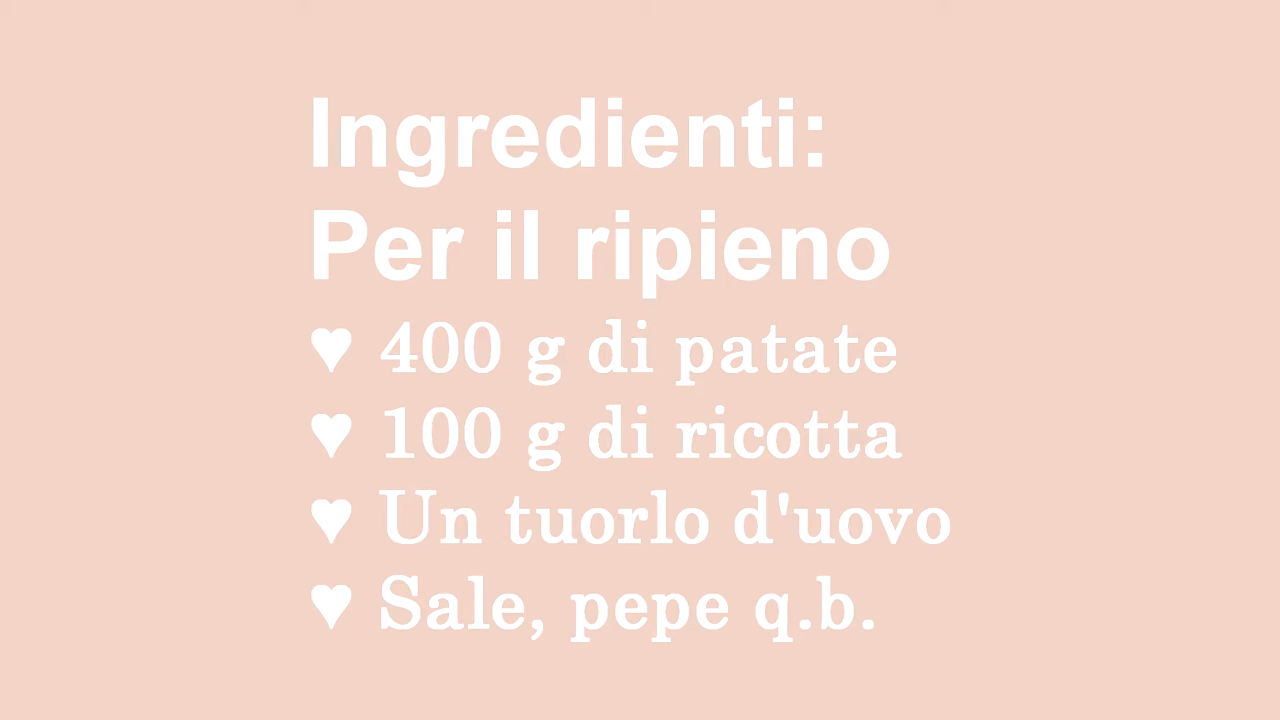 Ingredienti:
Per il ripieno
♥ 400 g di patate
♥ 100 g di ricotta
♥ Un tuorlo d'uovo
♥ Sale, pepe q.b.